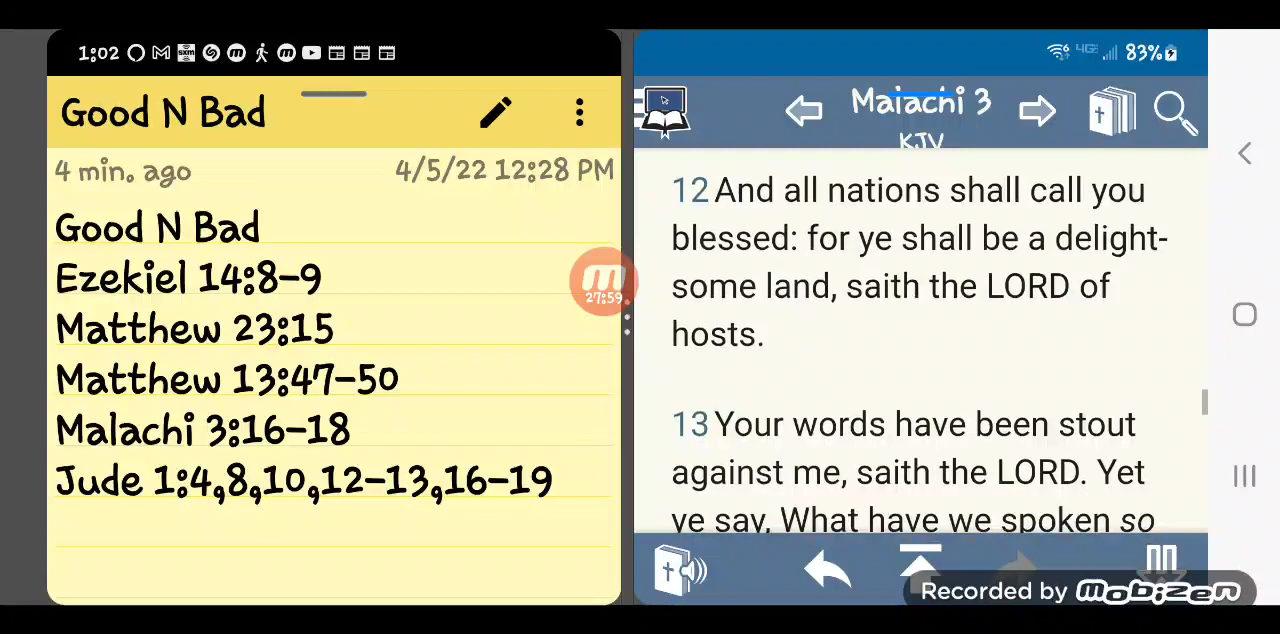 1:02
83%
Good N Bad
4 min. ago 4/5/22 12:28 PM
Good N Bad
Ezekiel 14:8-9
Matthew 23:15
Matthew 13:47-50
Malachi 3:16-18
Jude 1:4,8,10,12-13,16-19
27:59
Malachi 3
KJV
12 And all nations shall call you
blessed: for ye shall be a delight-
some land, saith the LORD of
hosts.
13 Your words have been stout
against me, saith the LORD. Yet
ye say, What have we spoken so
Recorded by mobizen